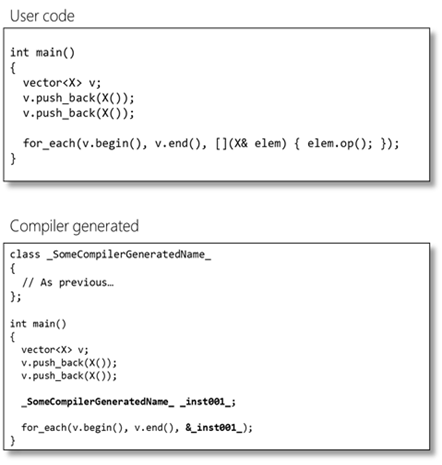 User code
int main()
{
vector<X> v;
v.push_back(X());
v.push_back(X());
for_each(v.begin(), v.end(), [](X& elem) { elem.op(); });
}
Compiler generated
class _SomeCompilerGeneratedName_
{
// As previous…
};
int main()
{
vector<X> v;
v.push_back(X());
v.push_back(X());
_SomeCompilerGeneratedName_ _inst001_;
for_each(v.begin(), v.end(), &_inst001_);
}